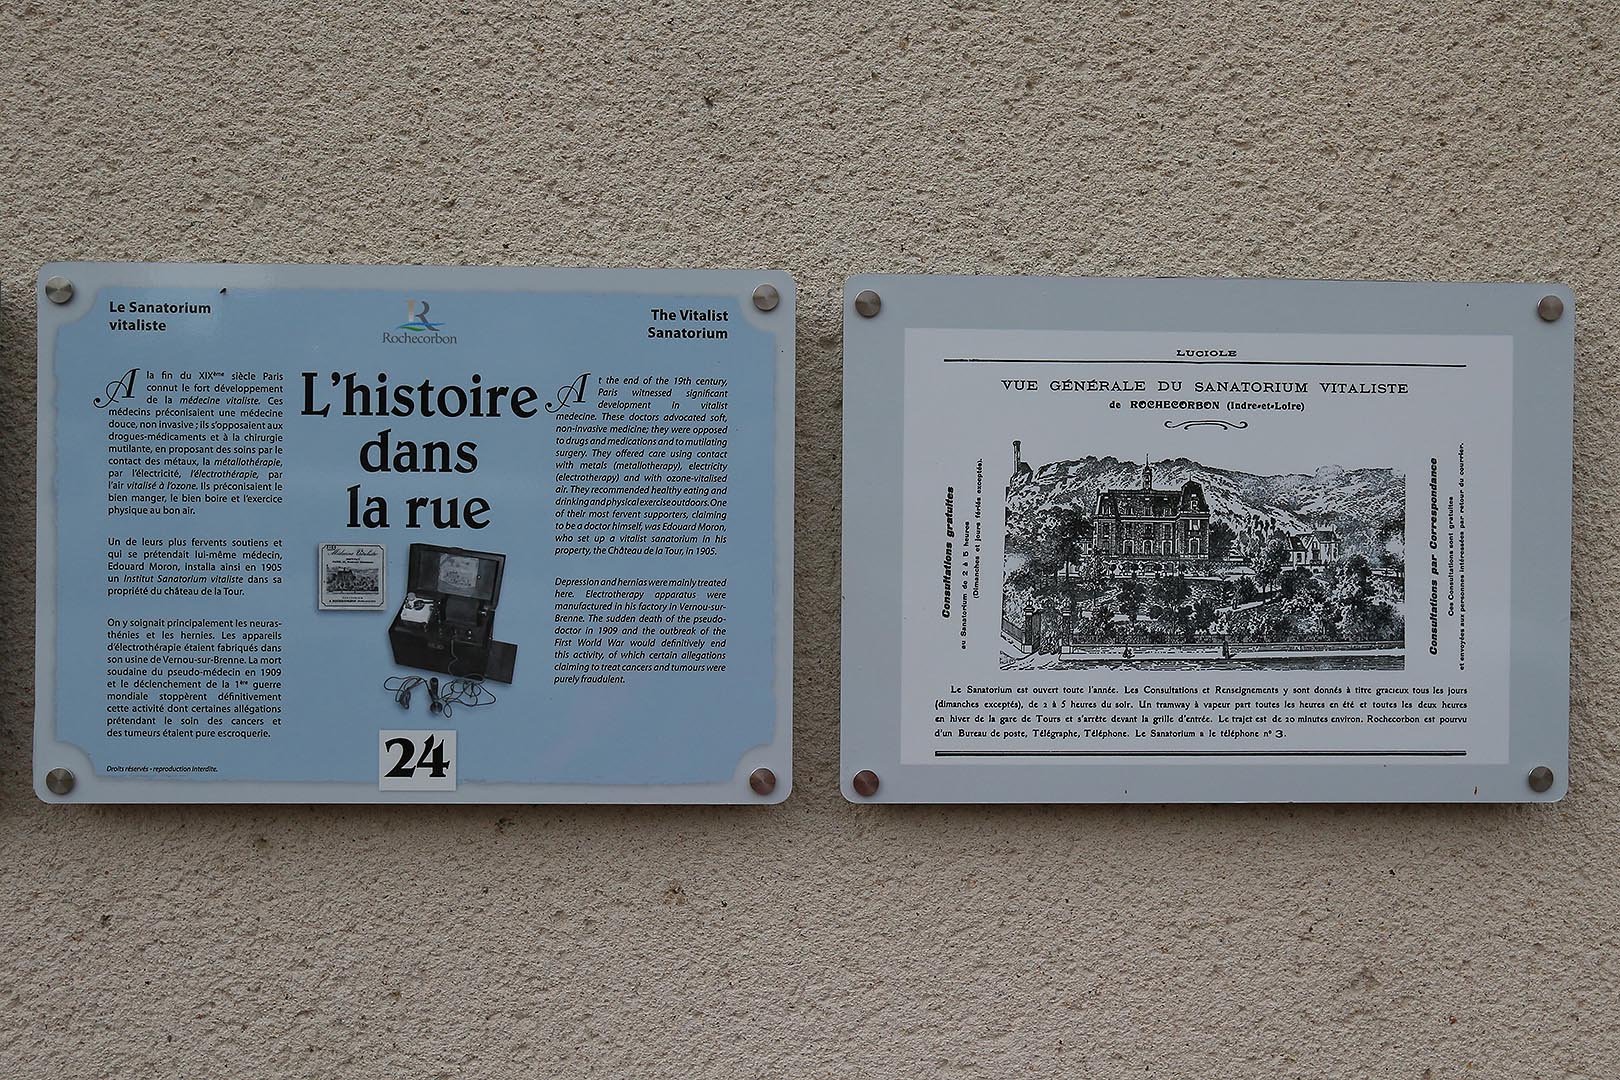 Le Sanatorium
vitaliste
Rochecorbon
The Vitalist
Sanatorium
L'histoire
dans
la rue
A la fin du XIXème siècle Paris
connut le fort développement
de la médecine vitaliste. Ces
médecins préconisaient une médecine
douce, non invasive ; ils s'opposaient aux
drogues-médicaments et à la chirurgie
mutilante, en proposant des soins par le
contact des métaux, la métallothérapie,
par l'électricité, l'électrothérapie, par
l'air vitalisé à l'ozone. Ils préconisaient le
bien manger, le bien boire et l'exercice
physique au bon air.
Un de leurs plus fervents soutiens et
qui se prétendait lui-même médecin,
Edouard Moron, installa ainsi en 1905
un Institut Sanatorium vitaliste dans sa
propriété du château de la Tour.
On y soignait principalement les neuras-
thénies et les hernies. Les appareils
d'électrothérapie étaient fabriqués dans
son usine de Vernou-sur-Brenne. La mort
soudaine du pseudo-médecin en 1909
et le déclenchement de la 1ère guerre
mondiale stoppèrent définitivement
cette activité dont certaines allégations
prétendant le soin des cancers et
des tumeurs étaient pure escroquerie.
Droits réservés - reproduction interdite.
At the end of the 19th century,
Paris witnessed significant
development in vitalist
medecine. These doctors advocated soft,
non-invasive medicine; they were opposed
to drugs and medications and to mutilating
surgery. They offered care using contact
with metals (metallotherapy), electricity
(electrotherapy) and with ozone-vitalised
air. They recommended healthy eating and
drinking and physical exercise outdoors. One
of their most fervent supporters, claiming
to be a doctor himself, was Edouard Moron,
who set up a vitalist sanatorium in his
property, the Château de la Tour, in 1905.
Depression and hernias were mainly treated
here. Electrotherapy apparatus were
manufactured in his factory in Vernou-sur-
Brenne. The sudden death of the pseudo-
doctor in 1909 and the outbreak of the
First World War would definitively end
this activity, of which certain allegations
claiming to treat cancers and tumours were
purely fraudulent.
Médecine Vitaliste
24
LUCIOLE
VUE GÉNÉRALE DU SANATORIUM VITALISTE
de ROCHECORBON (Indre-et-Loire)
Consultations gratuites
au Sanatorium de 2 à 5 heures
(Dimanches et jours fériés exceptés).
Consultations par Correspondance
Ces Consultations sont gratuites
et envoyées aux personnes intéressées par retour du courrier.
Le Sanatorium est ouvert toute l'année. Les Consultations et Renseignements y sont donnés à titre gracieux tous les jours
(dimanches exceptés), de 2 à 5 heures du soir. Un tramway à vapeur part toutes les heures en été et toutes les deux heures
en hiver de la gare de Tours et s'arrête devant la grille d'entrée. Le trajet est de 20 minutes environ. Rochecorbon est pourvu
d'un Bureau de poste, Télégraphe, Téléphone. Le Sanatorium a le téléphone n° 3.